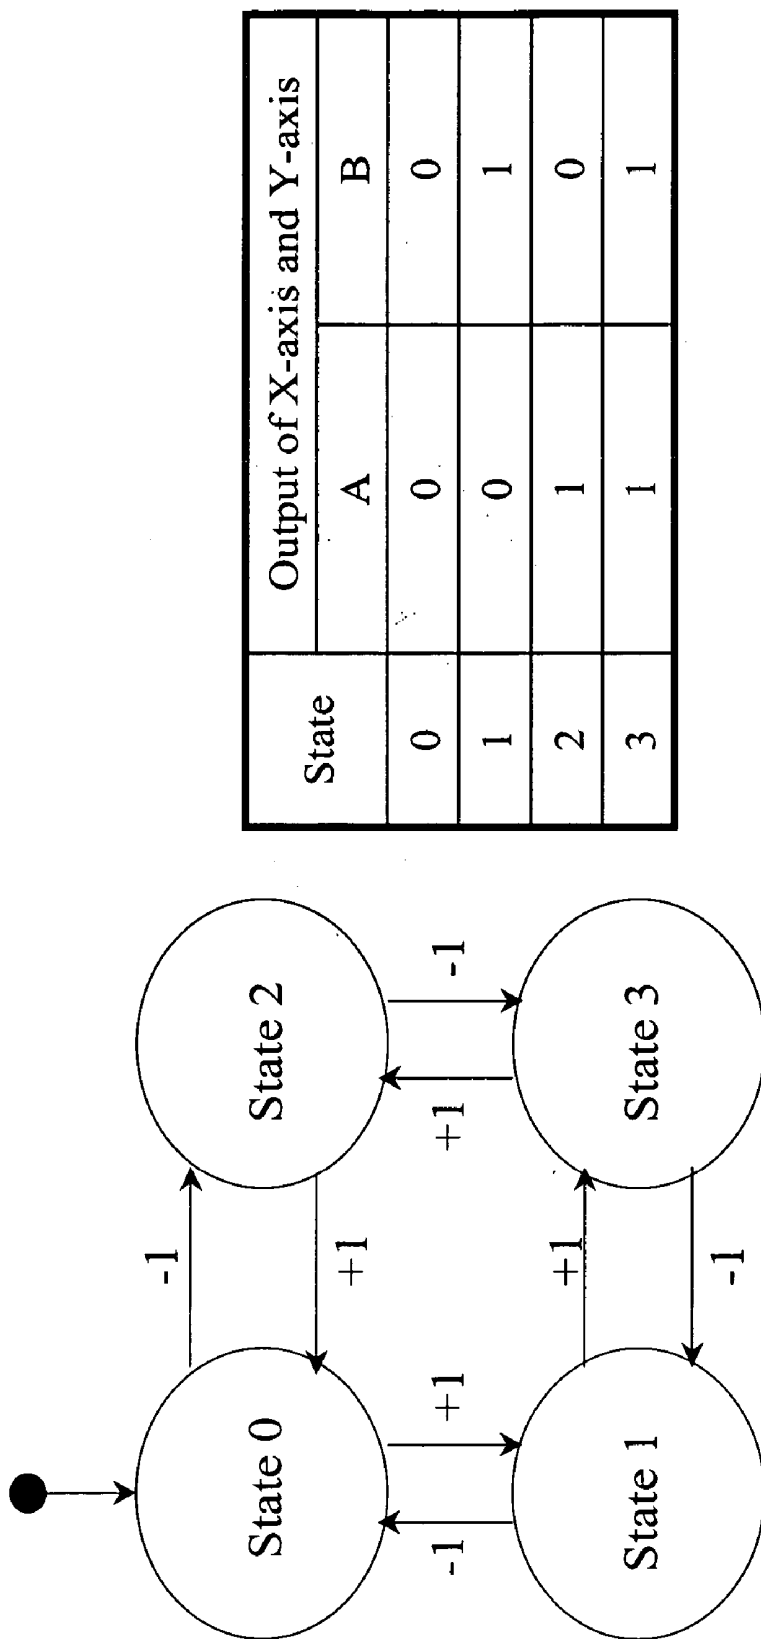 -1
State 0
State 2
+1
-1
+1
+1
-1
+1
State 1
State 3
-1
State
Output of X-axis and Y-axis
A B
0 0 0
1 0 1
2 1 0
3 1 1